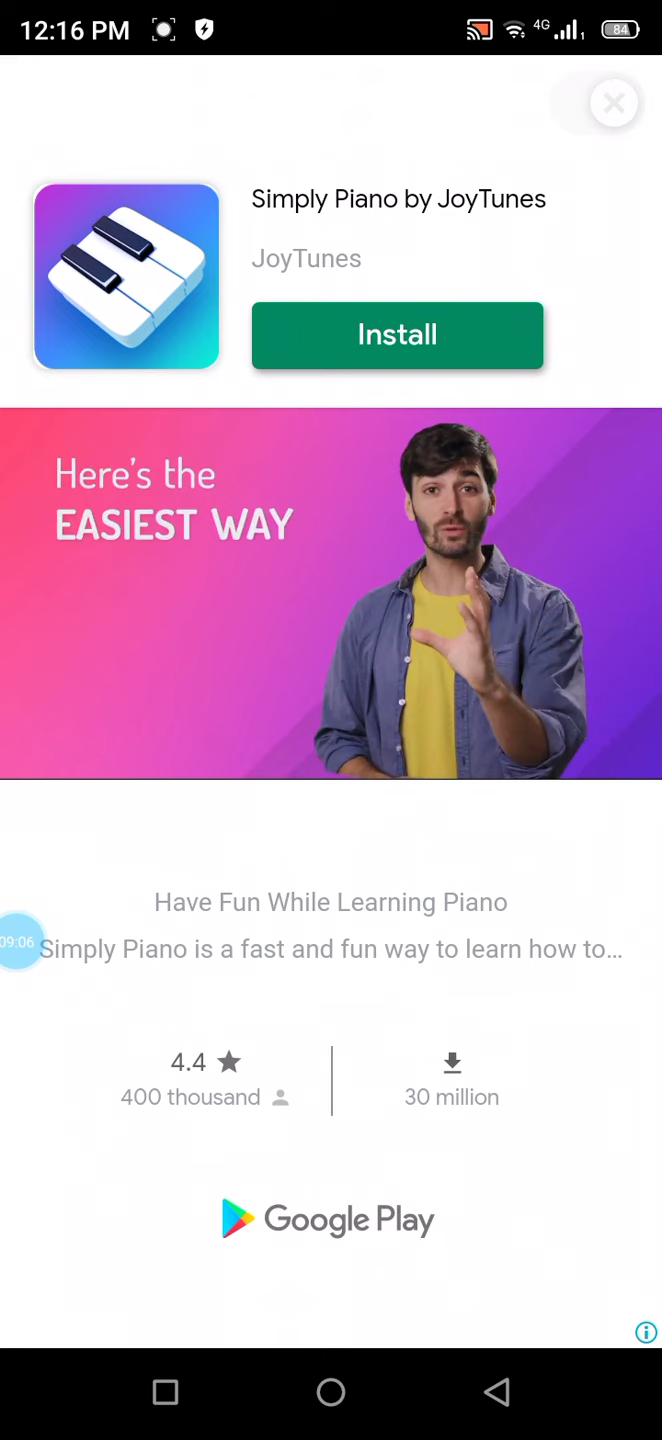 12:16 PM
4G
1
84
Simply Piano by JoyTunes
JoyTunes
Install
Here's the
EASIEST WAY
Have Fun While Learning Piano
09:06
Simply Piano is a fast and fun way to learn how to...
4.4
400 thousand
30 million
Google Play